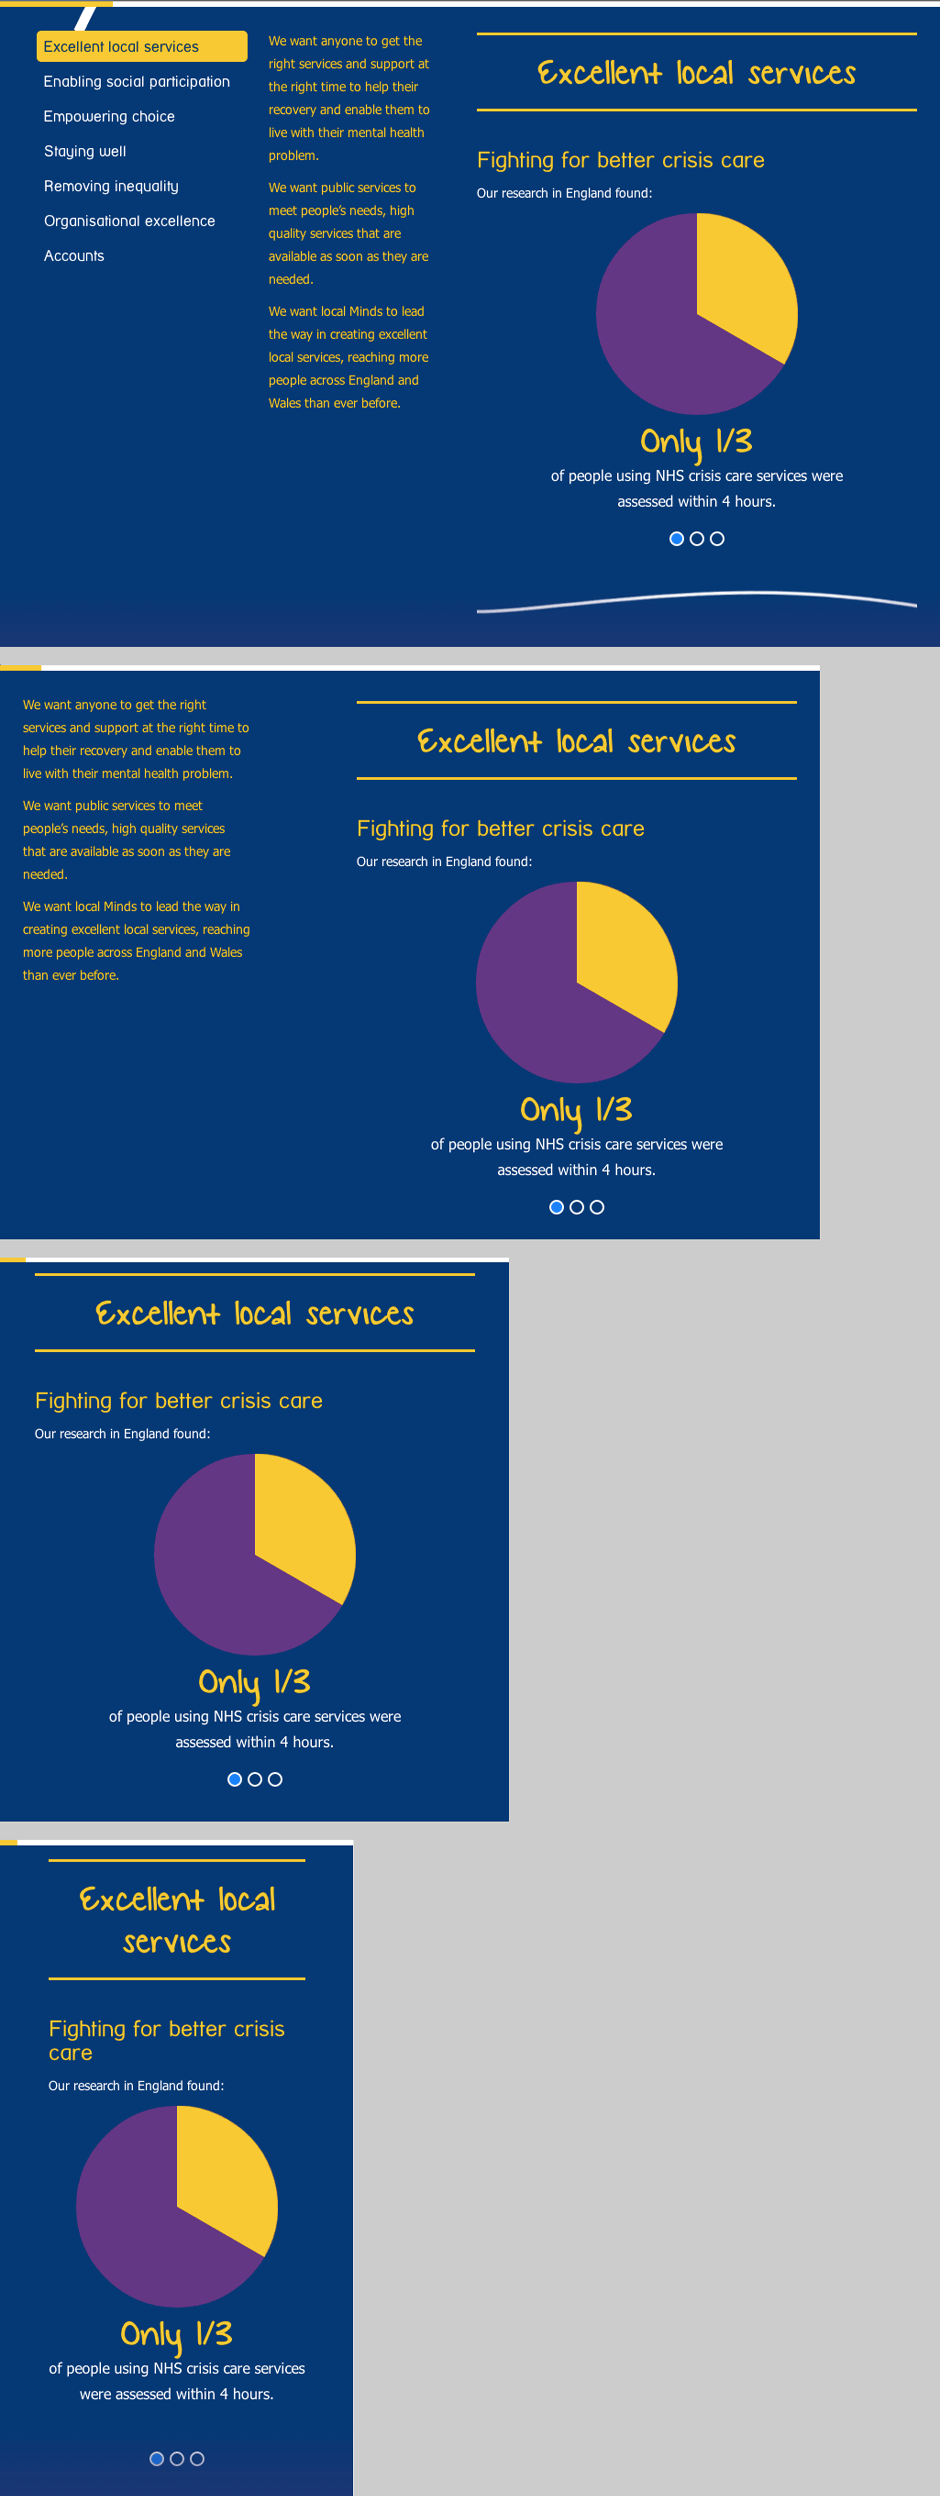 Excellent local services
Enabling social participation
Empowering choice
Staying well
Removing inequality
Organisational excellence
Accounts
We want anyone to get the
right services and support at
the right time to help their
recovery and enable them to
live with their mental health
problem.
We want public services to
meet people's needs, high
quality services that are
available as soon as they are
needed.
We want local Minds to lead
the way in creating excellent
local services, reaching more
people across England and
Wales than ever before.
Excellent local services
Fighting for better crisis care
Our research in England found:
Only 1/3
of people using NHS crisis care services were
assessed within 4 hours.
We want anyone to get the right
services and support at the right time to
help their recovery and enable them to
live with their mental health problem.
We want public services to meet
people's needs, high quality services
that are available as soon as they are
needed.
We want local Minds to lead the way in
creating excellent local services, reaching
more people across England and Wales
than ever before.
Excellent local services
Fighting for better crisis care
Our research in England found:
Only 1/3
of people using NHS crisis care services were
assessed within 4 hours.
Excellent local services
Fighting for better crisis care
Our research in England found:
Only 1/3
of people using NHS crisis care services were
assessed within 4 hours.
Excellent local
services
Fighting for better crisis
care
Our research in England found:
Only 1/3
of people using NHS crisis care services
were assessed within 4 hours.